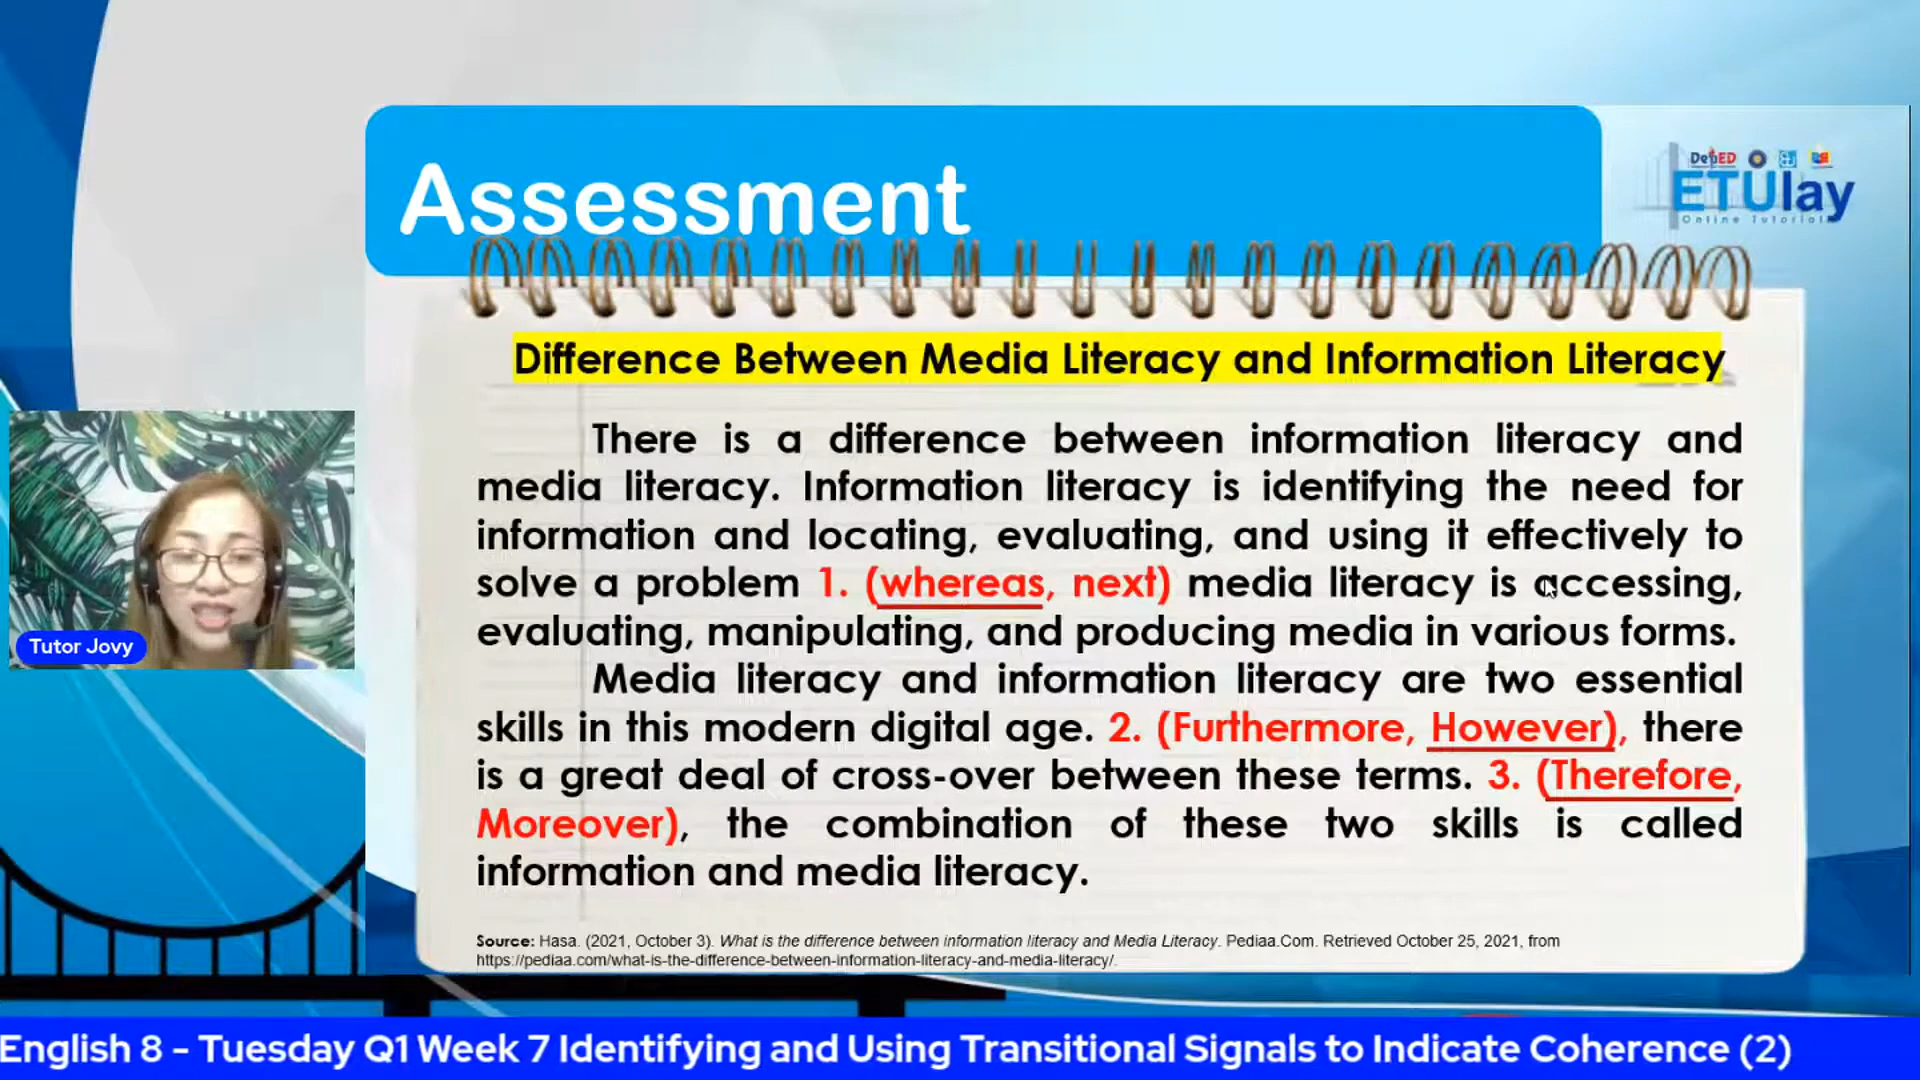 Assessment
DepED
ETUlay
Online Tutorial
Difference Between Media Literacy and Information Literacy
There is a difference between information literacy and
media literacy. Information literacy is identifying the need for
information and locating, evaluating, and using it effectively to
solve a problem 1. (whereas, next) media literacy is accessing,
evaluating, manipulating, and producing media in various forms.
Media literacy and information literacy are two essential
skills in this modern digital age. 2. (Furthermore, However), there
is a great deal of cross-over between these terms. 3. (Therefore,
Moreover), the combination of these two skills is called
information and media literacy.
Source: Hasa. (2021, October 3). What is the difference between information literacy and Media Literacy. Pediaa.Com. Retrieved October 25, 2021, from
https://pediaa.com/what-is-the-difference-between-information-literacy-and-media-literacy/.
Tutor Jovy
English 8 - Tuesday Q1 Week 7 Identifying and Using Transitional Signals to Indicate Coherence (2)